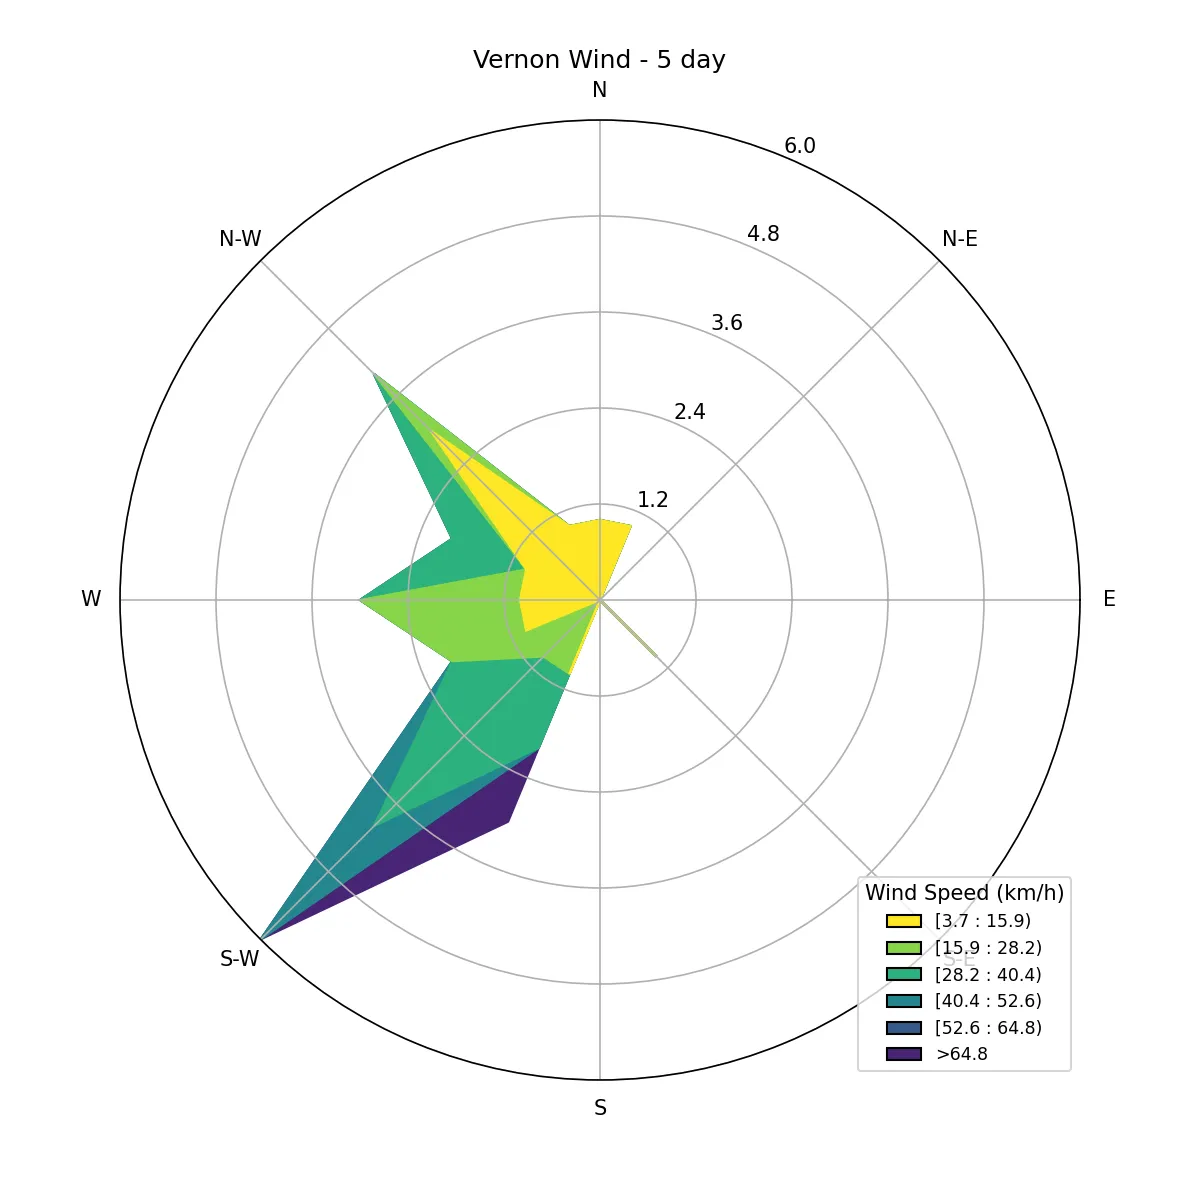 Vernon Wind - 5 day
N
6.0
N-W
N-E
4.8
3.6
2.4
1.2
W
E
S-W
S-E
S
Wind Speed (km/h)
[3.7 : 15.9)
[15.9 : 28.2)
[28.2 : 40.4)
[40.4 : 52.6)
[52.6 : 64.8)
>64.8